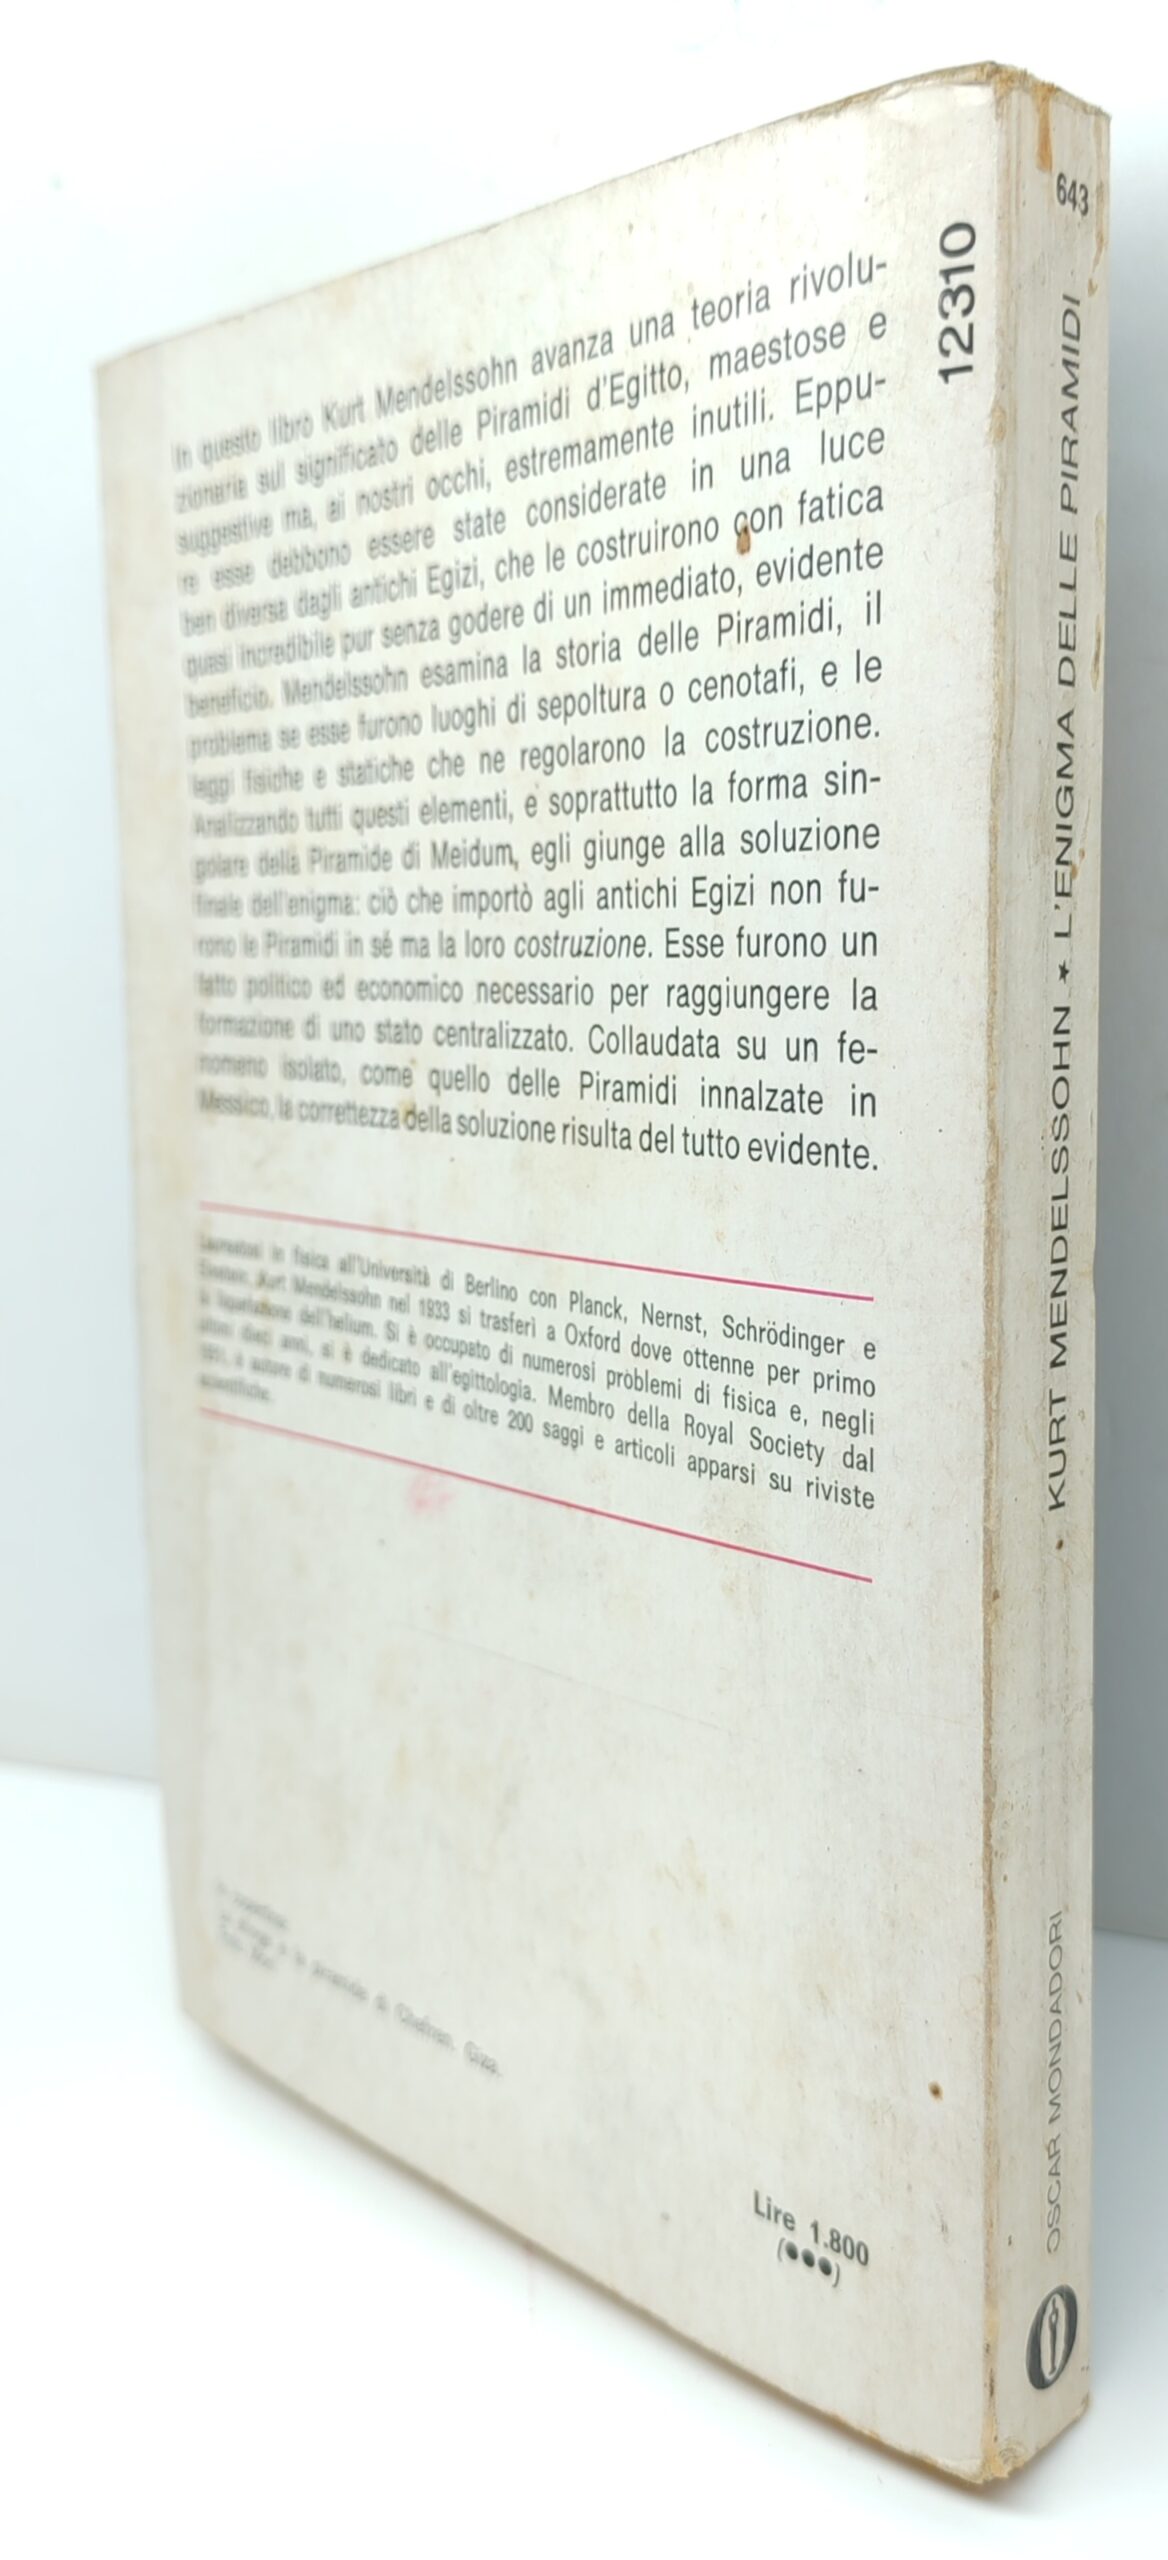 In questo libro Kurt Mendelssohn avanza una teoria rivolu-
zionaria sul significato delle Piramidi d'Egitto, maestose e
suggestive ma, ai nostri occhi, estremamente inutili. Eppu-
re esse debbono essere state considerate in una luce
ben diversa dagli antichi Egizi, che le costruirono con fatica
quasi incredibile pur senza godere di un immediato, evidente
beneficio. Mendelssohn esamina la storia delle Piramidi, il
problema se esse furono luoghi di sepoltura o cenotafi, e le
leggi fisiche e statiche che ne regolarono la costruzione.
Analizzando tutti questi elementi, e soprattutto la forma sin-
golare della Piramide di Meidum, egli giunge alla soluzione
finale dell'enigma: ciò che importò agli antichi Egizi non fu-
rono le Piramidi in sé ma la loro costruzione. Esse furono un
fatto politico ed economico necessario per raggiungere la
formazione di uno stato centralizzato. Collaudata su un fe-
nomeno isolato, come quello delle Piramidi innalzate in
Messico, la correttezza della soluzione risulta del tutto evidente.
Laureatosi in fisica all'Università di Berlino con Planck, Nernst, Schrödinger e
Einstein, Kurt Mendelssohn nel 1933 si trasferì a Oxford dove ottenne per primo
la liquefazione dell'helium. Si è occupato di numerosi problemi di fisica e, negli
ultimi dieci anni, si è dedicato all'egittologia. Membro della Royal Society dal
1951, è autore di numerosi libri e di oltre 200 saggi e articoli apparsi su riviste
scientifiche.
In copertina:
la piramide di Chefren, Giza.
Lire 1.800
(●●●)
12310
643
KURT MENDELSSOHN ★ L'ENIGMA DELLE PIRAMIDI
OSCAR MONDADORI